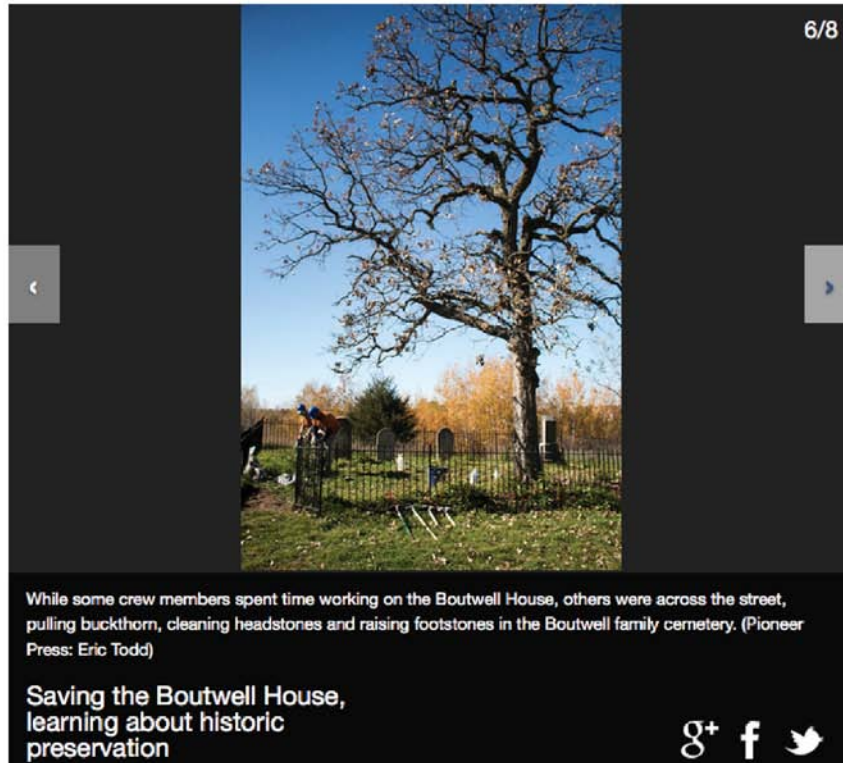 6/8
While some crew members spent time working on the Boutwell House, others were across the street,
pulling buckthorn, cleaning headstones and raising footstones in the Boutwell family cemetery. (Pioneer
Press: Eric Todd)
Saving the Boutwell House,
learning about historic
preservation
g+ f